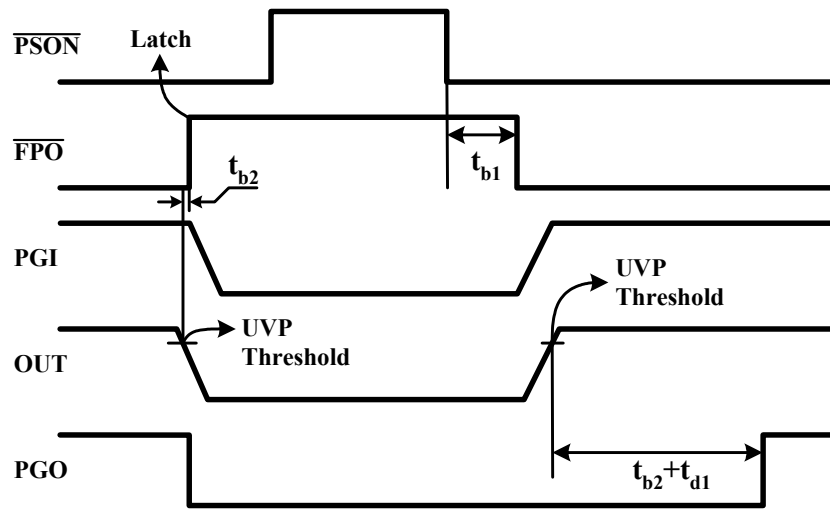 PSON
Latch
FPO
tb2
tb1
PGI
UVP
Threshold
UVP
Threshold
OUT
PGO
tb2+td1